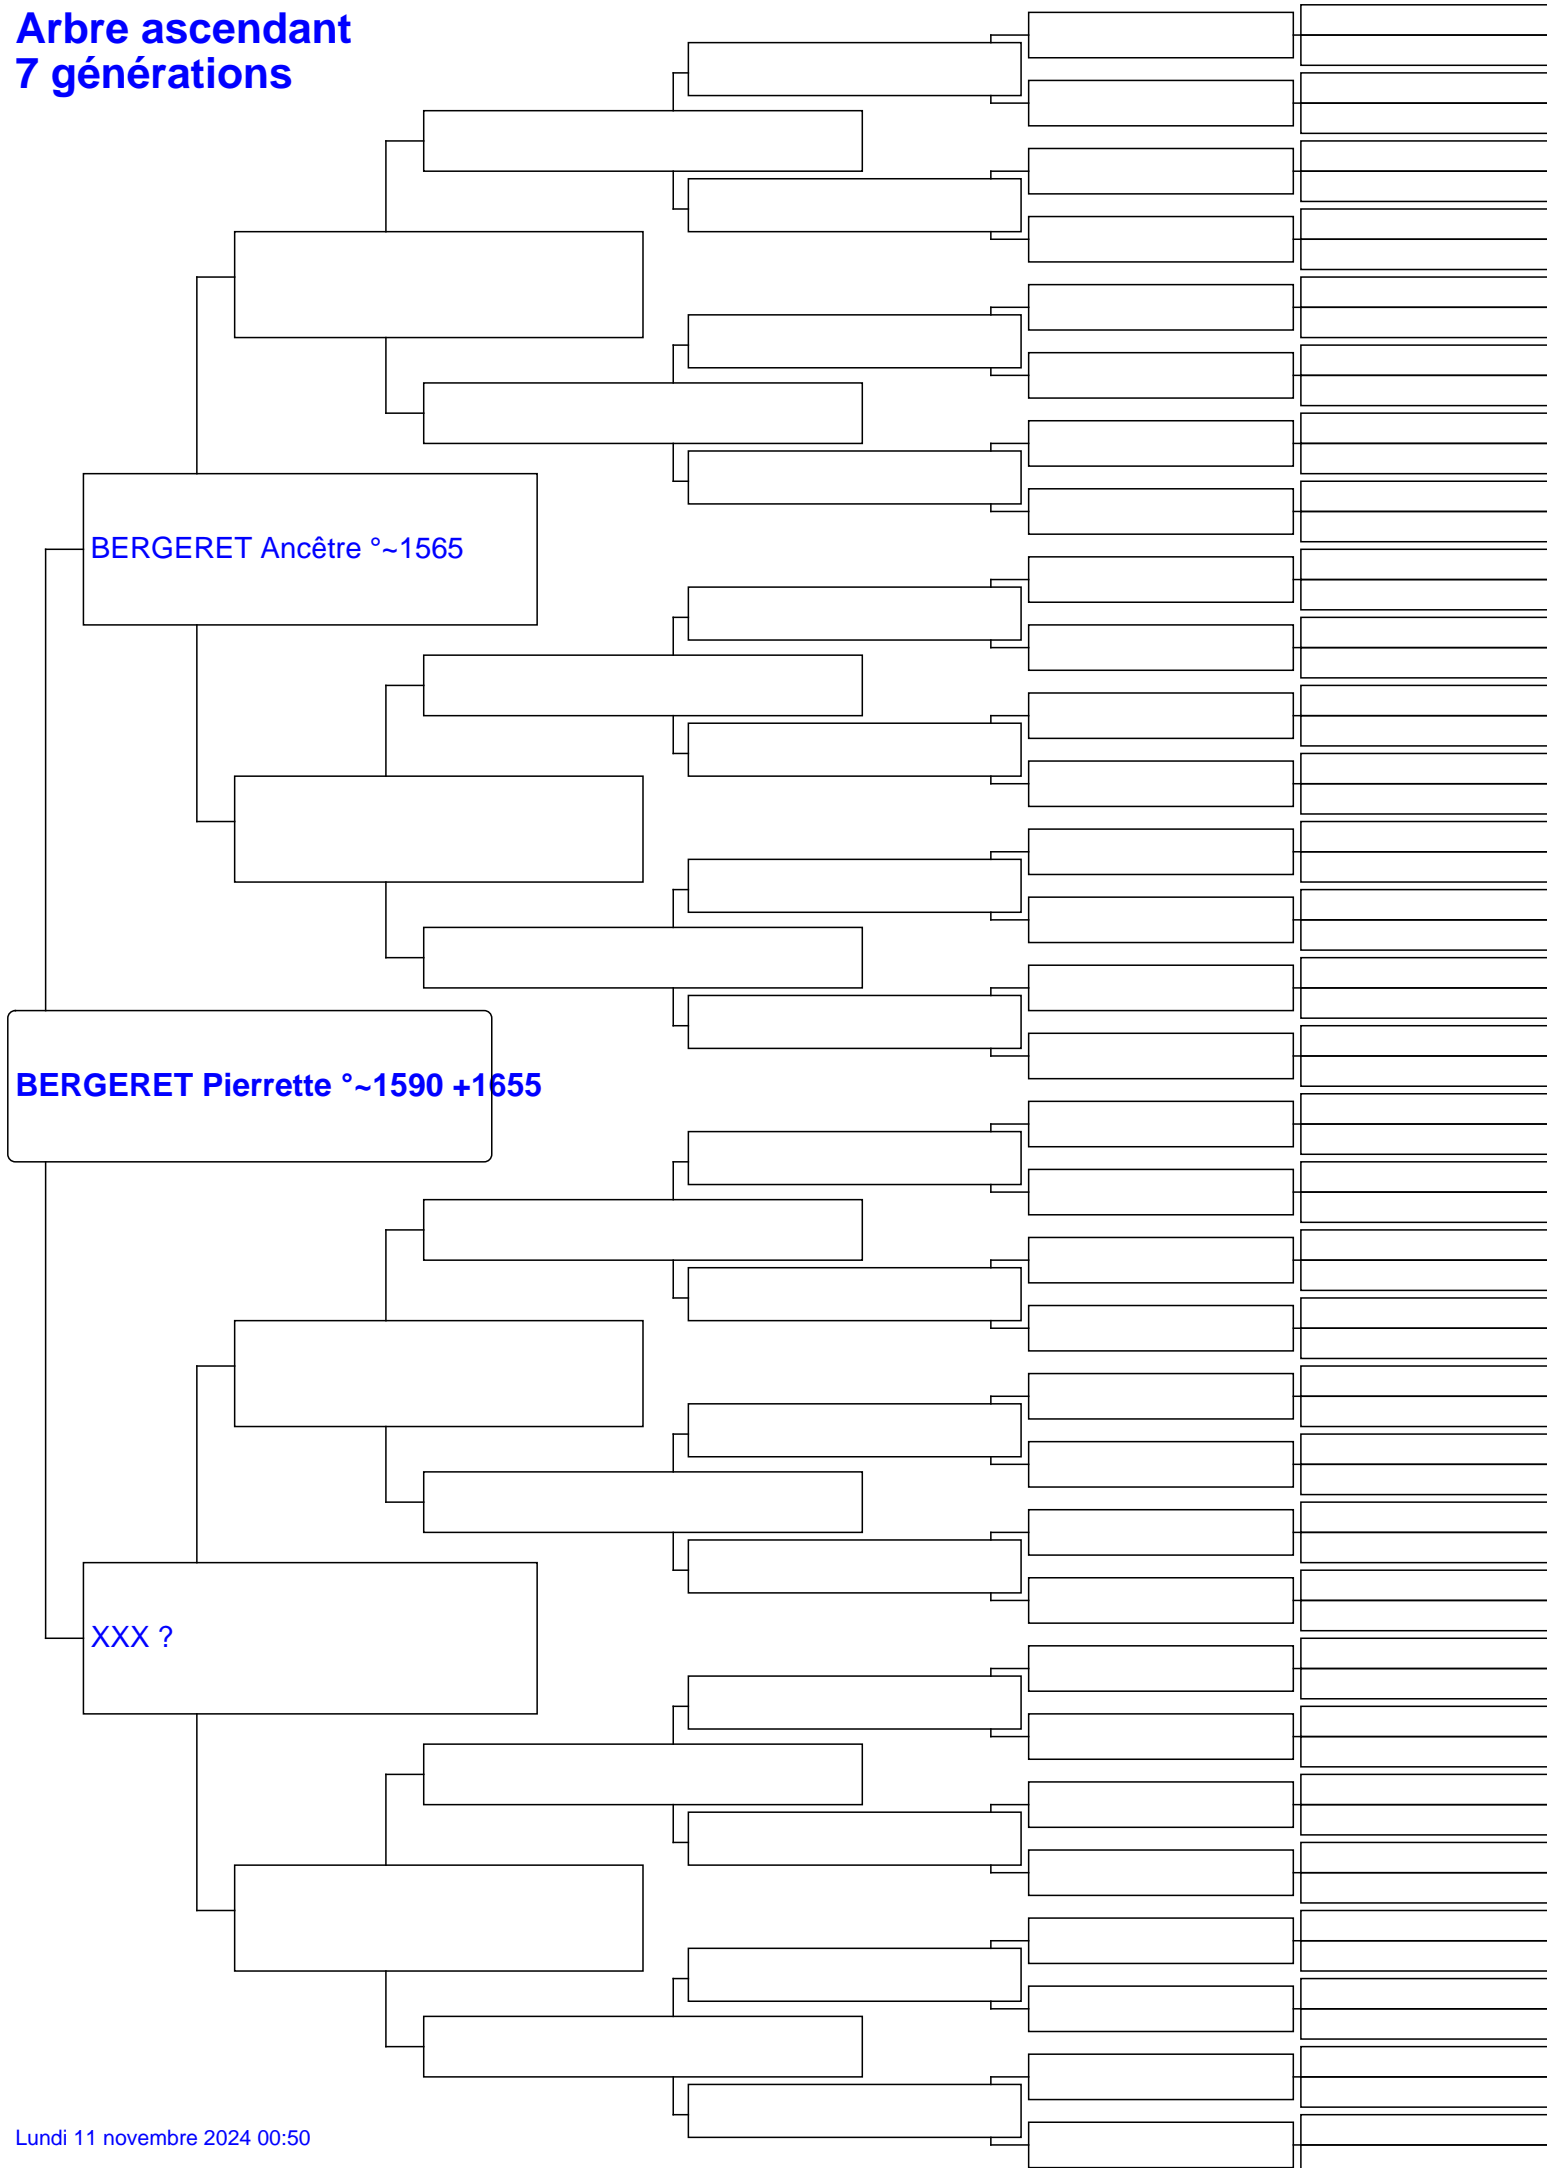 Arbre ascendant
7 générations
BERGERET Ancêtre °~1565
BERGERET Pierrette °~1590 +1655
XXX ?
Lundi 11 novembre 2024 00:50